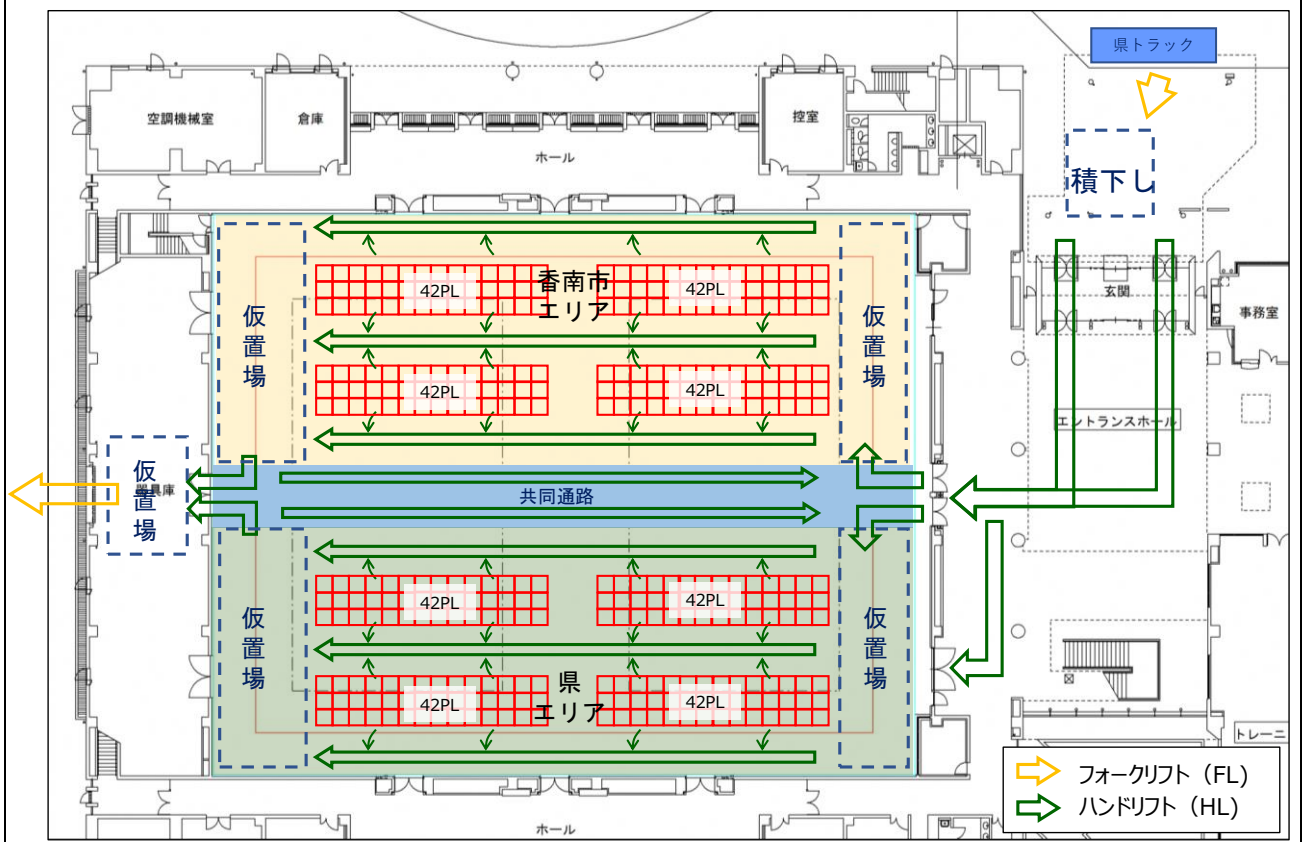 県トラック
空調機械室
倉庫
控室
ホール
積下し
玄関
事務室
香南市
エリア
42PL
42PL
42PL
42PL
仮置場
仮置場
エントランスホール
仮置場
器具庫
共同通路
42PL
42PL
42PL
42PL
県
エリア
仮置場
仮置場
トレーニ
ホール
フォークリフト（FL）
ハンドリフト（HL）